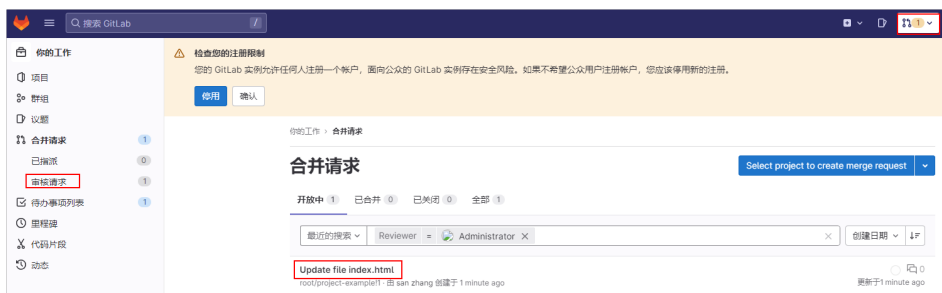 搜索 GitLab
/
1
你的工作
项目
群组
议题
合并请求 1
已指派 0
审核请求 1
待办事项列表 1
里程碑
代码片段
动态
检查您的注册限制
您的 GitLab 实例允许任何人注册一个帐户，面向公众的 GitLab 实例存在安全风险。如果不希望公众用户注册帐户，您应该停用新的注册。
停用 确认
你的工作 › 合并请求
合并请求
Select project to create merge request
开放中 1 已合并 0 已关闭 0 全部 1
最近的搜索 Reviewer = Administrator ×
创建日期
Update file index.html
root/project-example!1 · 由 san zhang 创建于 1 minute ago
0
更新于1 minute ago